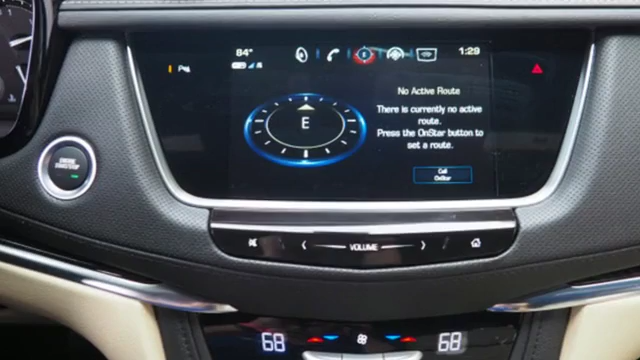 84°
1:29
No Active Route
There is currently no active
route.
Press the OnStar button to
set a route.
E
Call
OnStar
ENGINE
START/STOP
VOLUME
68
68